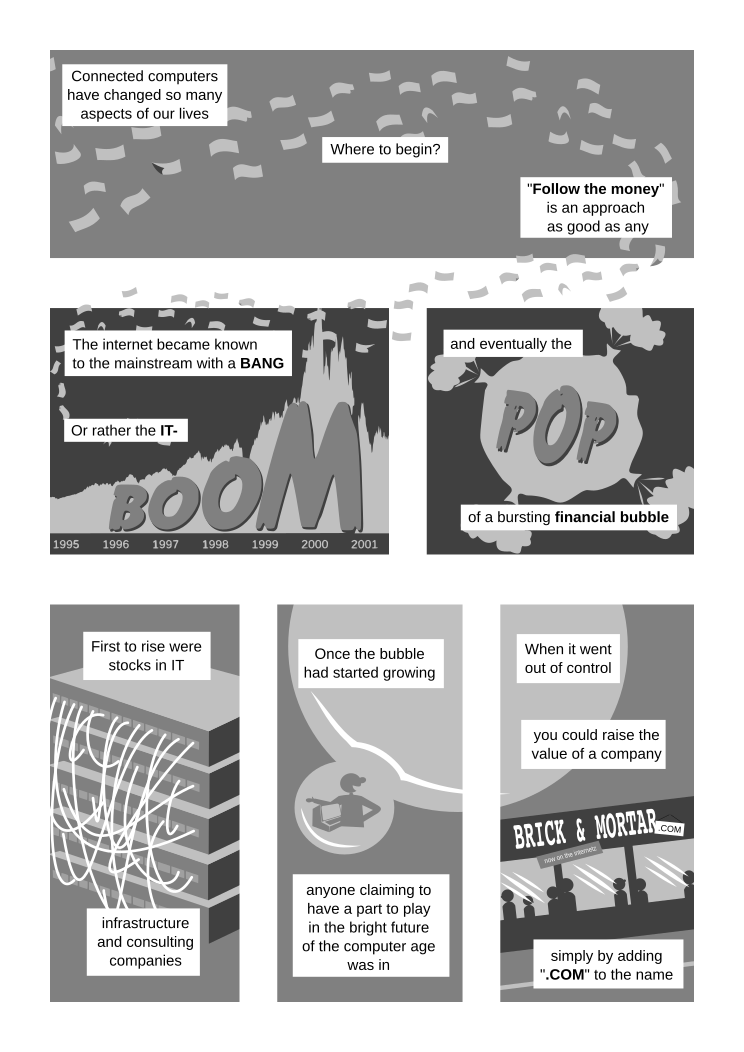 Connected computers
have changed so many
aspects of our lives
Where to begin?
"Follow the money"
is an approach
as good as any
The internet became known
to the mainstream with a BANG
Or rather the IT-
BOOM
1995 1996 1997 1998 1999 2000 2001
and eventually the
POP
of a bursting financial bubble
First to rise were
stocks in IT
infrastructure
and consulting
companies
Once the bubble
had started growing
anyone claiming to
have a part to play
in the bright future
of the computer age
was in
When it went
out of control
you could raise the
value of a company
BRICK & MORTAR
.COM
now on the internetz
simply by adding
".COM" to the name